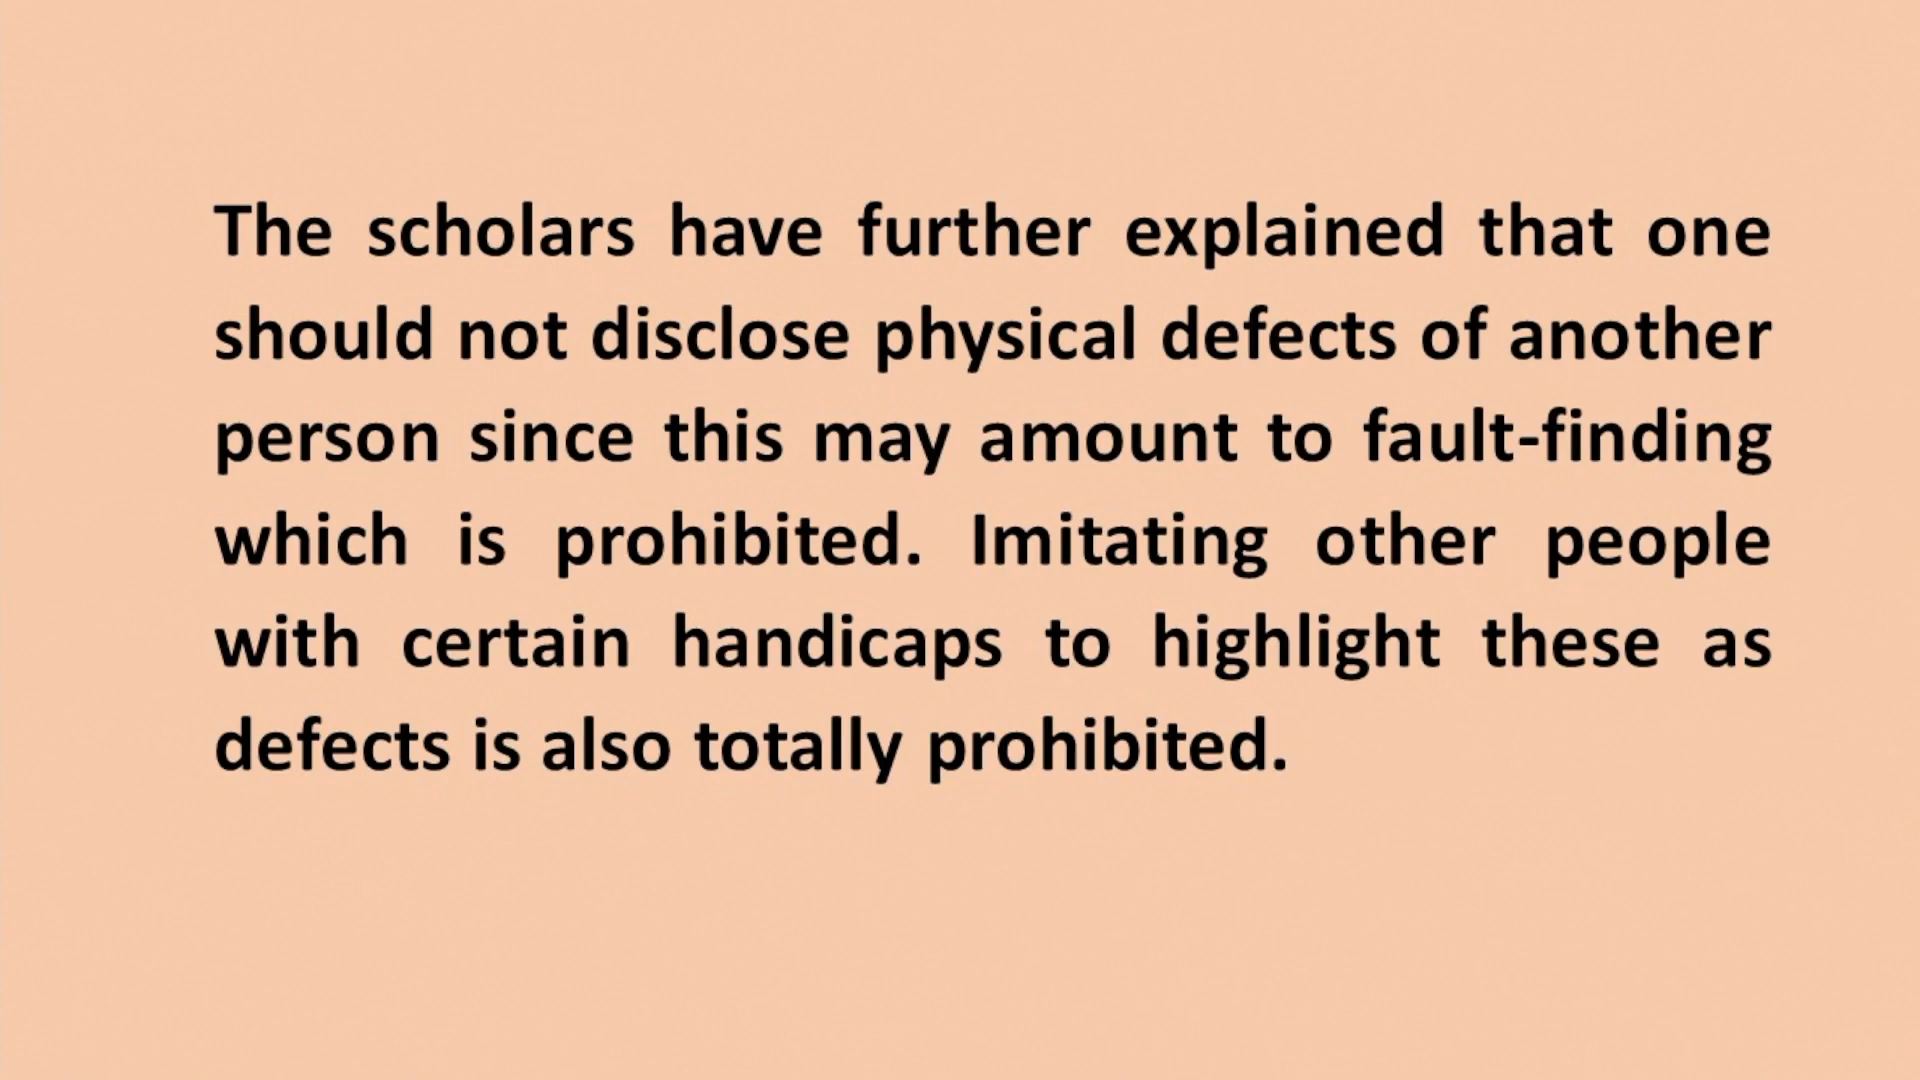 The scholars have further explained that one
should not disclose physical defects of another
person since this may amount to fault-finding
which is prohibited. Imitating other people
with certain handicaps to highlight these as
defects is also totally prohibited.